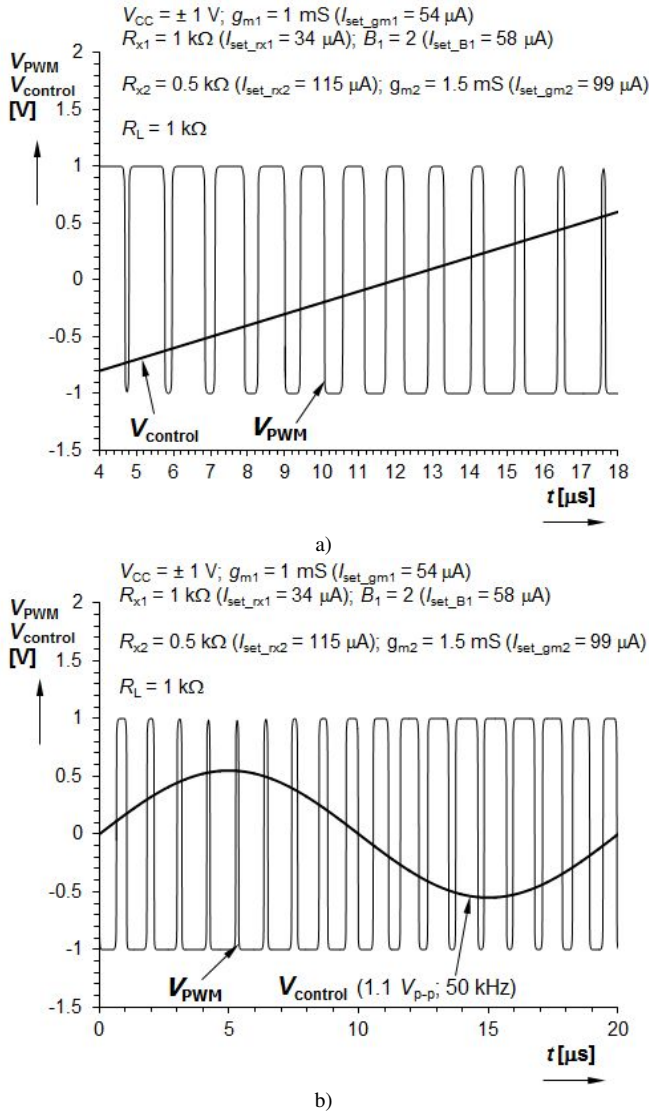 V_CC = ± 1 V; g_m1 = 1 mS (I_set_gm1 = 54 µA)
R_x1 = 1 kΩ (I_set_rx1 = 34 µA); B_1 = 2 (I_set_B1 = 58 µA)
R_x2 = 0.5 kΩ (I_set_rx2 = 115 µA); g_m2 = 1.5 mS (I_set_gm2 = 99 µA)
R_L = 1 kΩ
V_PWM
V_control
[V]
2
1.5
1
0.5
0
-0.5
-1
-1.5
V_control
V_PWM
4 5 6 7 8 9 10 11 12 13 14 15 16 17 18
t [µs]
a)
V_CC = ± 1 V; g_m1 = 1 mS (I_set_gm1 = 54 µA)
R_x1 = 1 kΩ (I_set_rx1 = 34 µA); B_1 = 2 (I_set_B1 = 58 µA)
R_x2 = 0.5 kΩ (I_set_rx2 = 115 µA); g_m2 = 1.5 mS (I_set_gm2 = 99 µA)
R_L = 1 kΩ
V_PWM
V_control
[V]
2
1.5
1
0.5
0
-0.5
-1
-1.5
V_PWM
V_control (1.1 V_p-p; 50 kHz)
0 5 10 15 20
t [µs]
b)